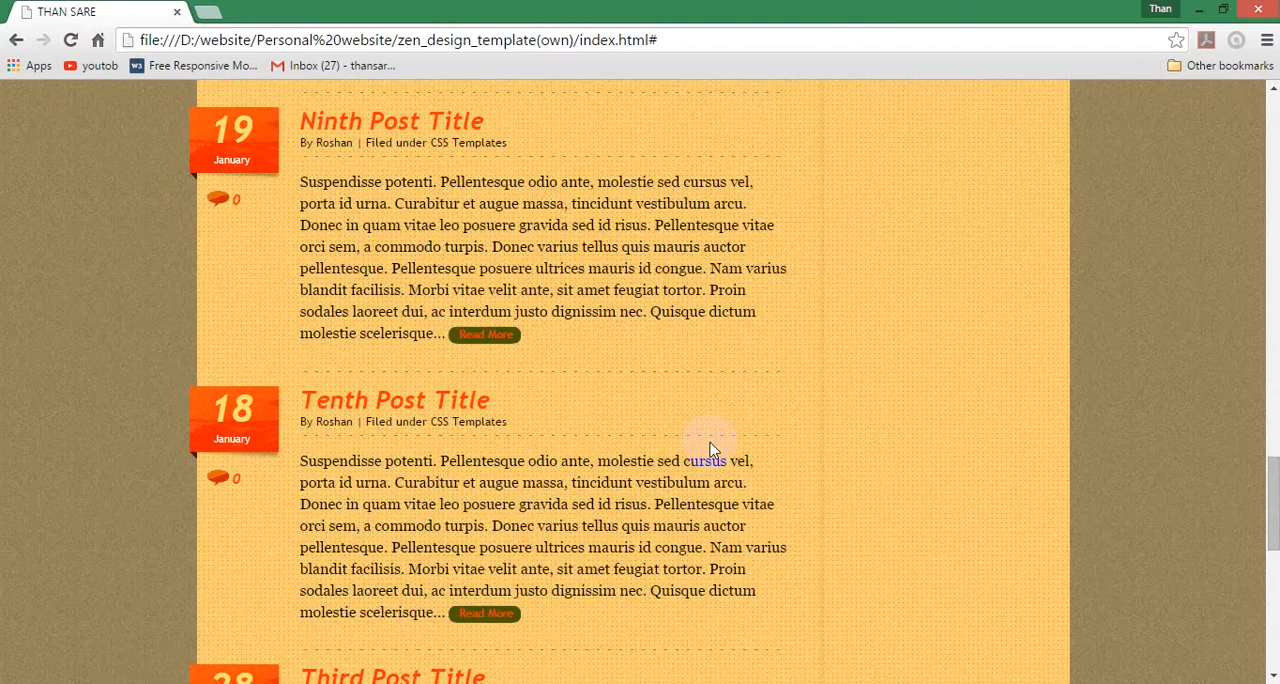 THAN SARE
Than
file:///D:/website/Personal%20website/zen_design_template(own)/index.html#
Apps youtob Free Responsive Mo... Inbox (27) - thansar... Other bookmarks
19
January
Ninth Post Title
By Roshan | Filed under CSS Templates
0
Suspendisse potenti. Pellentesque odio ante, molestie sed cursus vel,
porta id urna. Curabitur et augue massa, tincidunt vestibulum arcu.
Donec in quam vitae leo posuere gravida sed id risus. Pellentesque vitae
orci sem, a commodo turpis. Donec varius tellus quis mauris auctor
pellentesque. Pellentesque posuere ultrices mauris id congue. Nam varius
blandit facilisis. Morbi vitae velit ante, sit amet feugiat tortor. Proin
sodales laoreet dui, ac interdum justo dignissim nec. Quisque dictum
molestie scelerisque... Read More
18
January
Tenth Post Title
By Roshan | Filed under CSS Templates
0
Suspendisse potenti. Pellentesque odio ante, molestie sed cursus vel,
porta id urna. Curabitur et augue massa, tincidunt vestibulum arcu.
Donec in quam vitae leo posuere gravida sed id risus. Pellentesque vitae
orci sem, a commodo turpis. Donec varius tellus quis mauris auctor
pellentesque. Pellentesque posuere ultrices mauris id congue. Nam varius
blandit facilisis. Morbi vitae velit ante, sit amet feugiat tortor. Proin
sodales laoreet dui, ac interdum justo dignissim nec. Quisque dictum
molestie scelerisque... Read More
Third Post Title